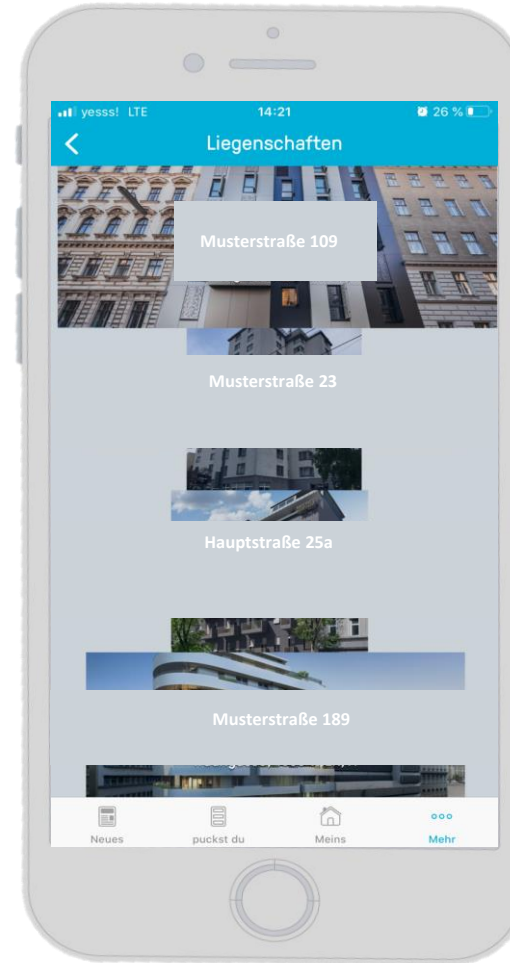 yesss! LTE 14:21 26 %
Liegenschaften
Musterstraße 109
Musterstraße 23
Hauptstraße 25a
Musterstraße 189
Neues puckst du Meins Mehr